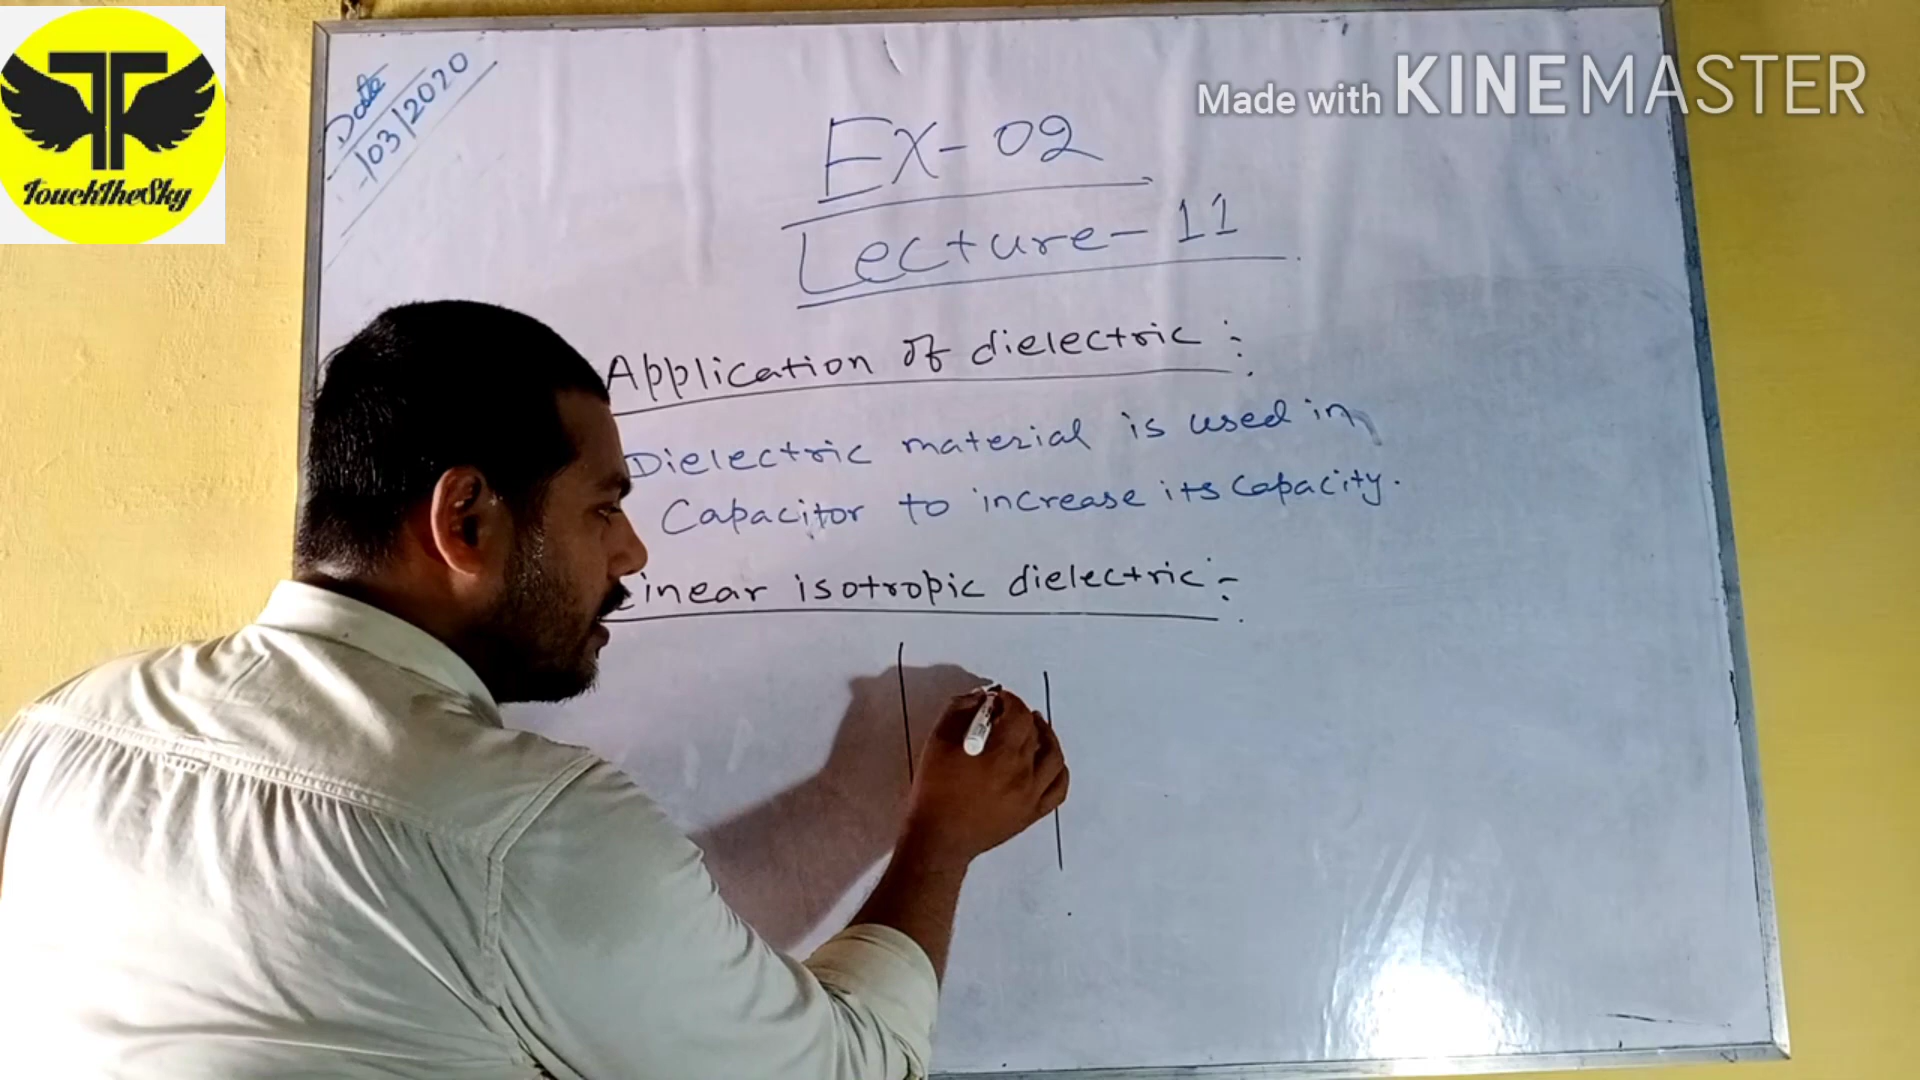 TouchTheSky
Date
-/03/2020
Made with KINEMASTER
EX-02
Lecture-11
Application of dielectric:
Dielectric material is used in
Capacitor to increase its capacity.
inear isotropic dielectric:-